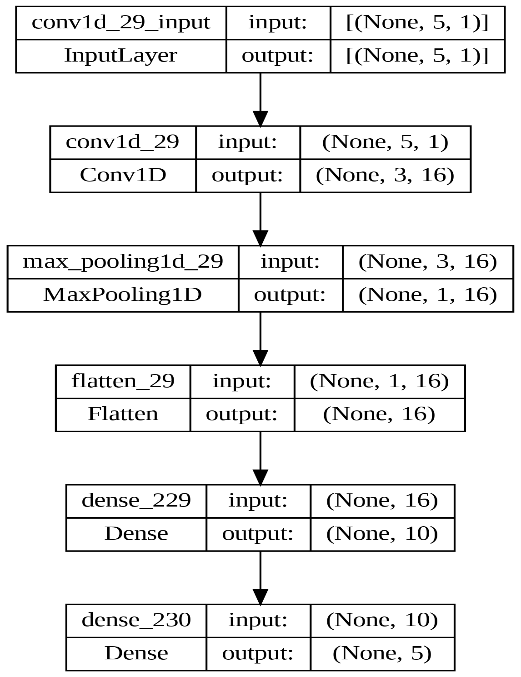 conv1d_29_input input: [(None, 5, 1)]
InputLayer output: [(None, 5, 1)]
conv1d_29 input: (None, 5, 1)
Conv1D output: (None, 3, 16)
max_pooling1d_29 input: (None, 3, 16)
MaxPooling1D output: (None, 1, 16)
flatten_29 input: (None, 1, 16)
Flatten output: (None, 16)
dense_229 input: (None, 16)
Dense output: (None, 10)
dense_230 input: (None, 10)
Dense output: (None, 5)